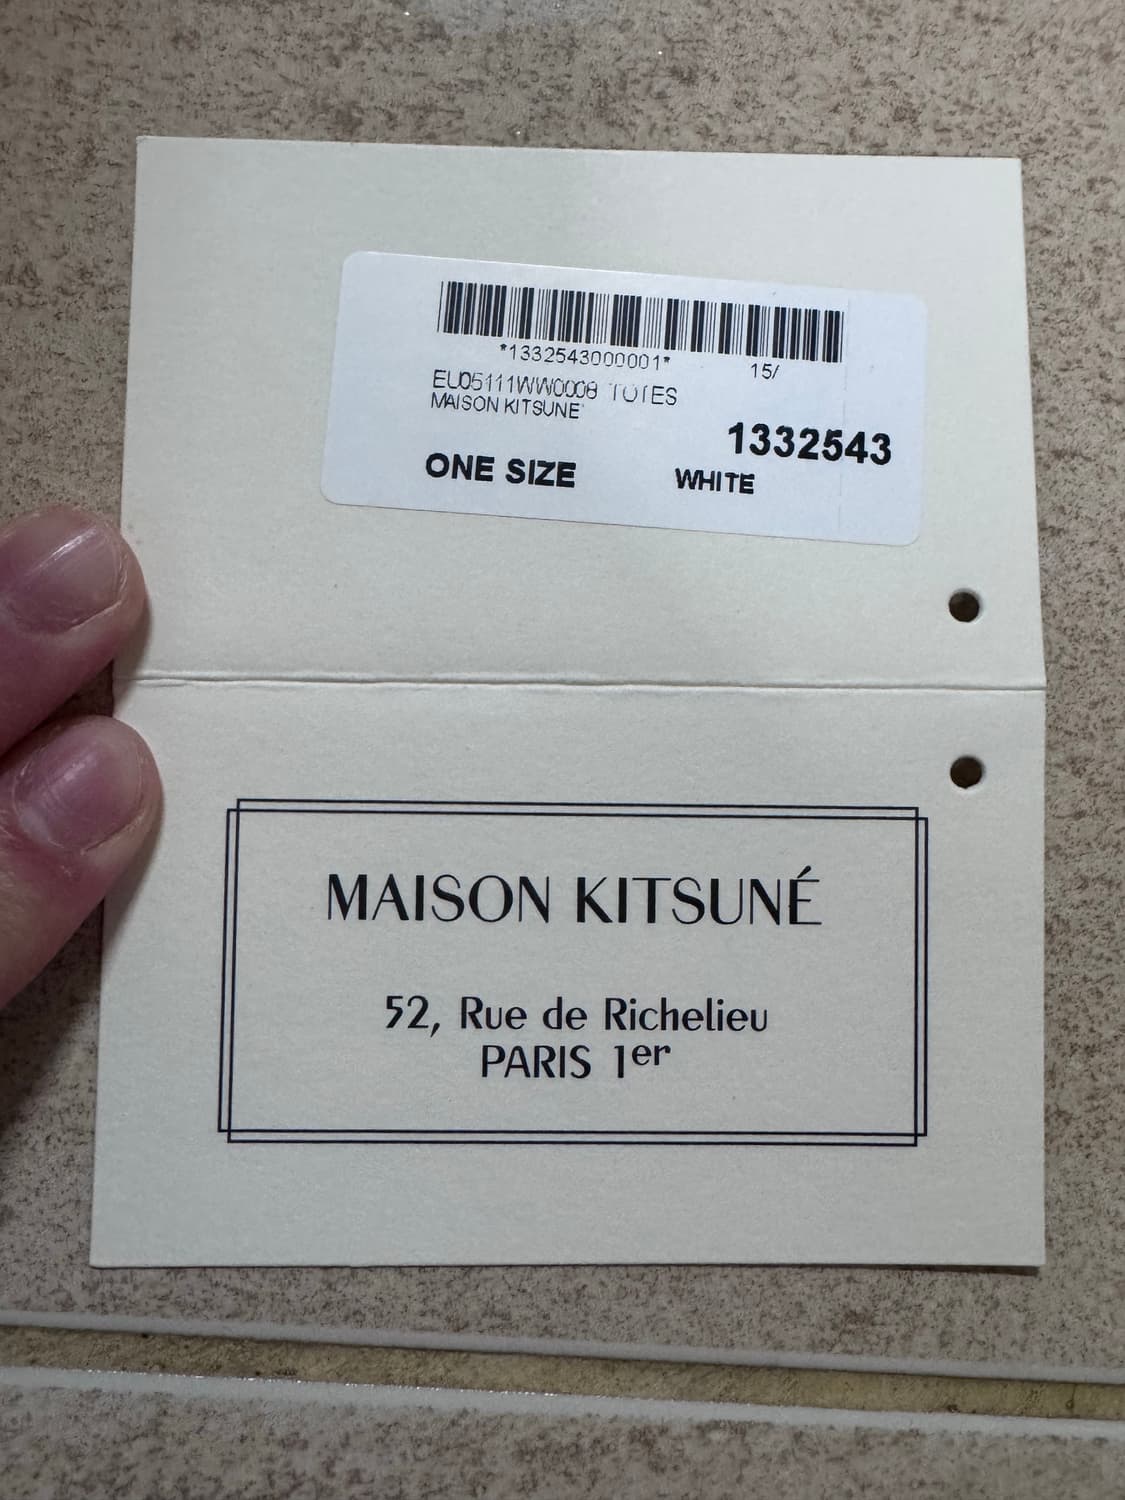 *1332543000001*
15/
EU05111WW0008 TOTES
MAISON KITSUNE
1332543
ONE SIZE
WHITE
MAISON KITSUNÉ
52, Rue de Richelieu
PARIS 1er